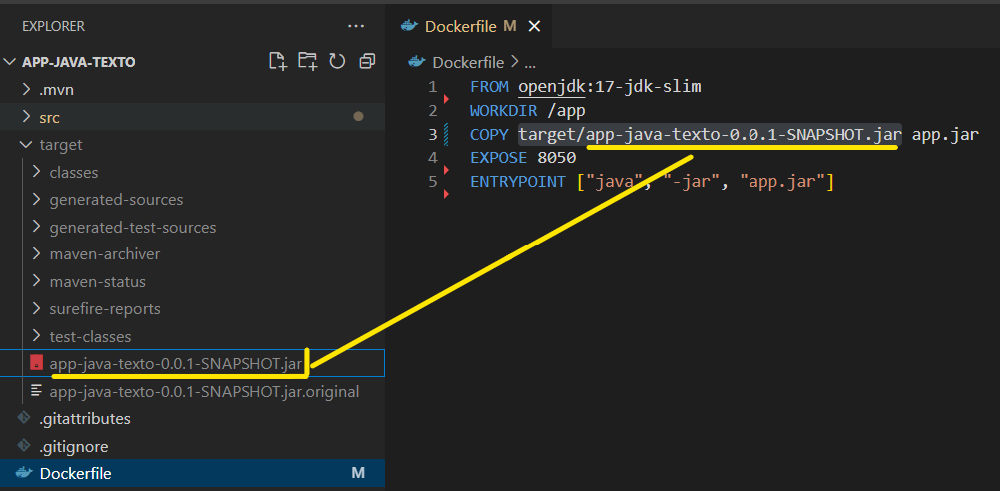 EXPLORER ...
APP-JAVA-TEXTO
.mvn
src
target
classes
generated-sources
generated-test-sources
maven-archiver
maven-status
surefire-reports
test-classes
app-java-texto-0.0.1-SNAPSHOT.jar
app-java-texto-0.0.1-SNAPSHOT.jar.original
.gitattributes
.gitignore
Dockerfile M
Dockerfile M
Dockerfile > ...
1 FROM openjdk:17-jdk-slim
2 WORKDIR /app
3 COPY target/app-java-texto-0.0.1-SNAPSHOT.jar app.jar
4 EXPOSE 8050
5 ENTRYPOINT ["java", "-jar", "app.jar"]